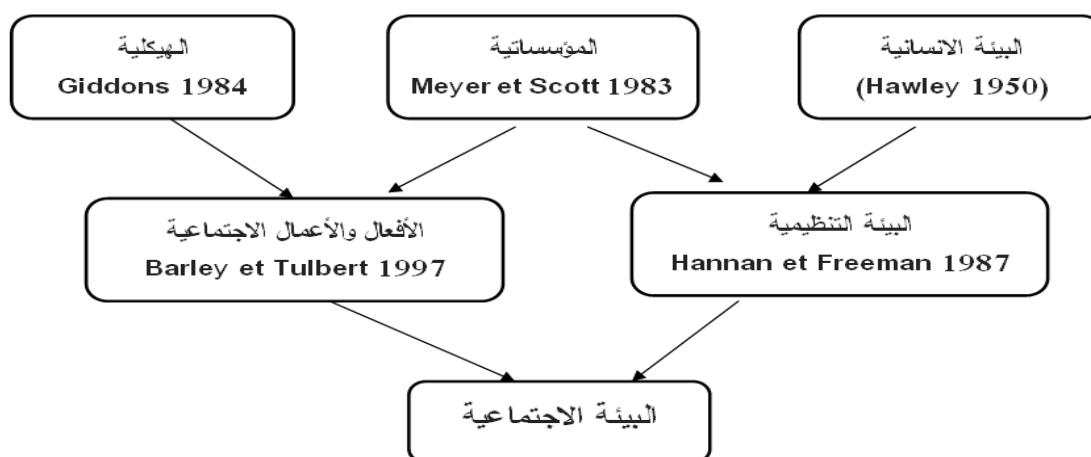 البيئة الانسانية
(Hawley 1950)
المؤسساتية
Meyer et Scott 1983
الهيكلية
Giddons 1984
البيئة التنظيمية
Hannan et Freeman 1987
الأفعال والأعمال الاجتماعية
Barley et Tulbert 1997
البيئة الاجتماعية